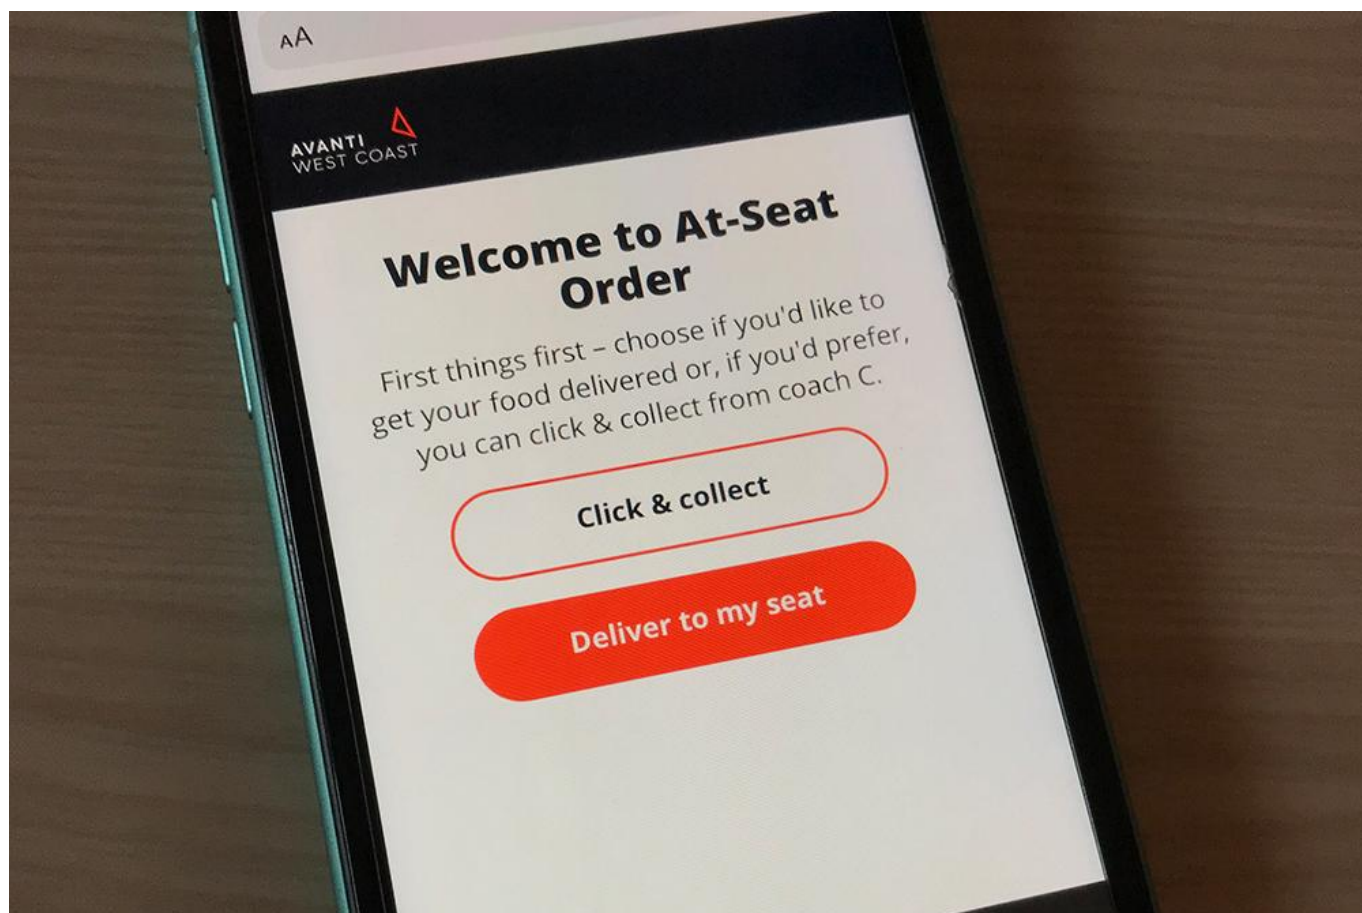 AA
AVANTI
WEST COAST
Welcome to At-Seat
Order
First things first – choose if you'd like to
get your food delivered or, if you'd prefer,
you can click & collect from coach C.
Click & collect
Deliver to my seat